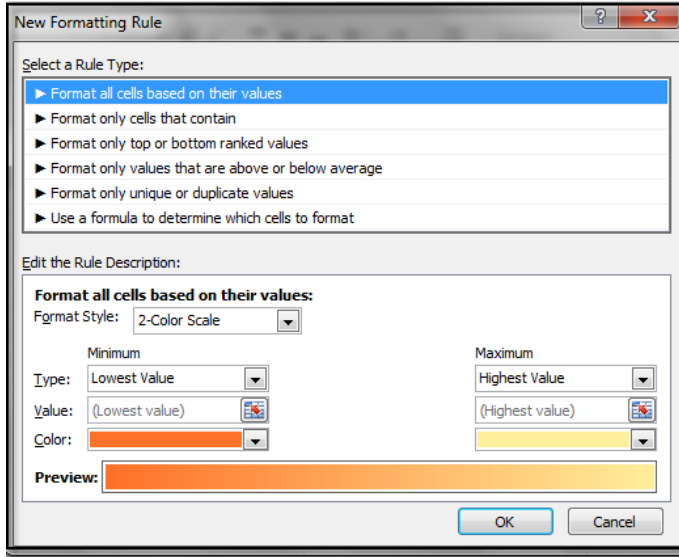 New Formatting Rule
? X
Select a Rule Type:
► Format all cells based on their values
► Format only cells that contain
► Format only top or bottom ranked values
► Format only values that are above or below average
► Format only unique or duplicate values
► Use a formula to determine which cells to format
Edit the Rule Description:
Format all cells based on their values:
Format Style: 2-Color Scale
Minimum Maximum
Type: Lowest Value Highest Value
Value: (Lowest value) (Highest value)
Color:
Preview:
OK Cancel